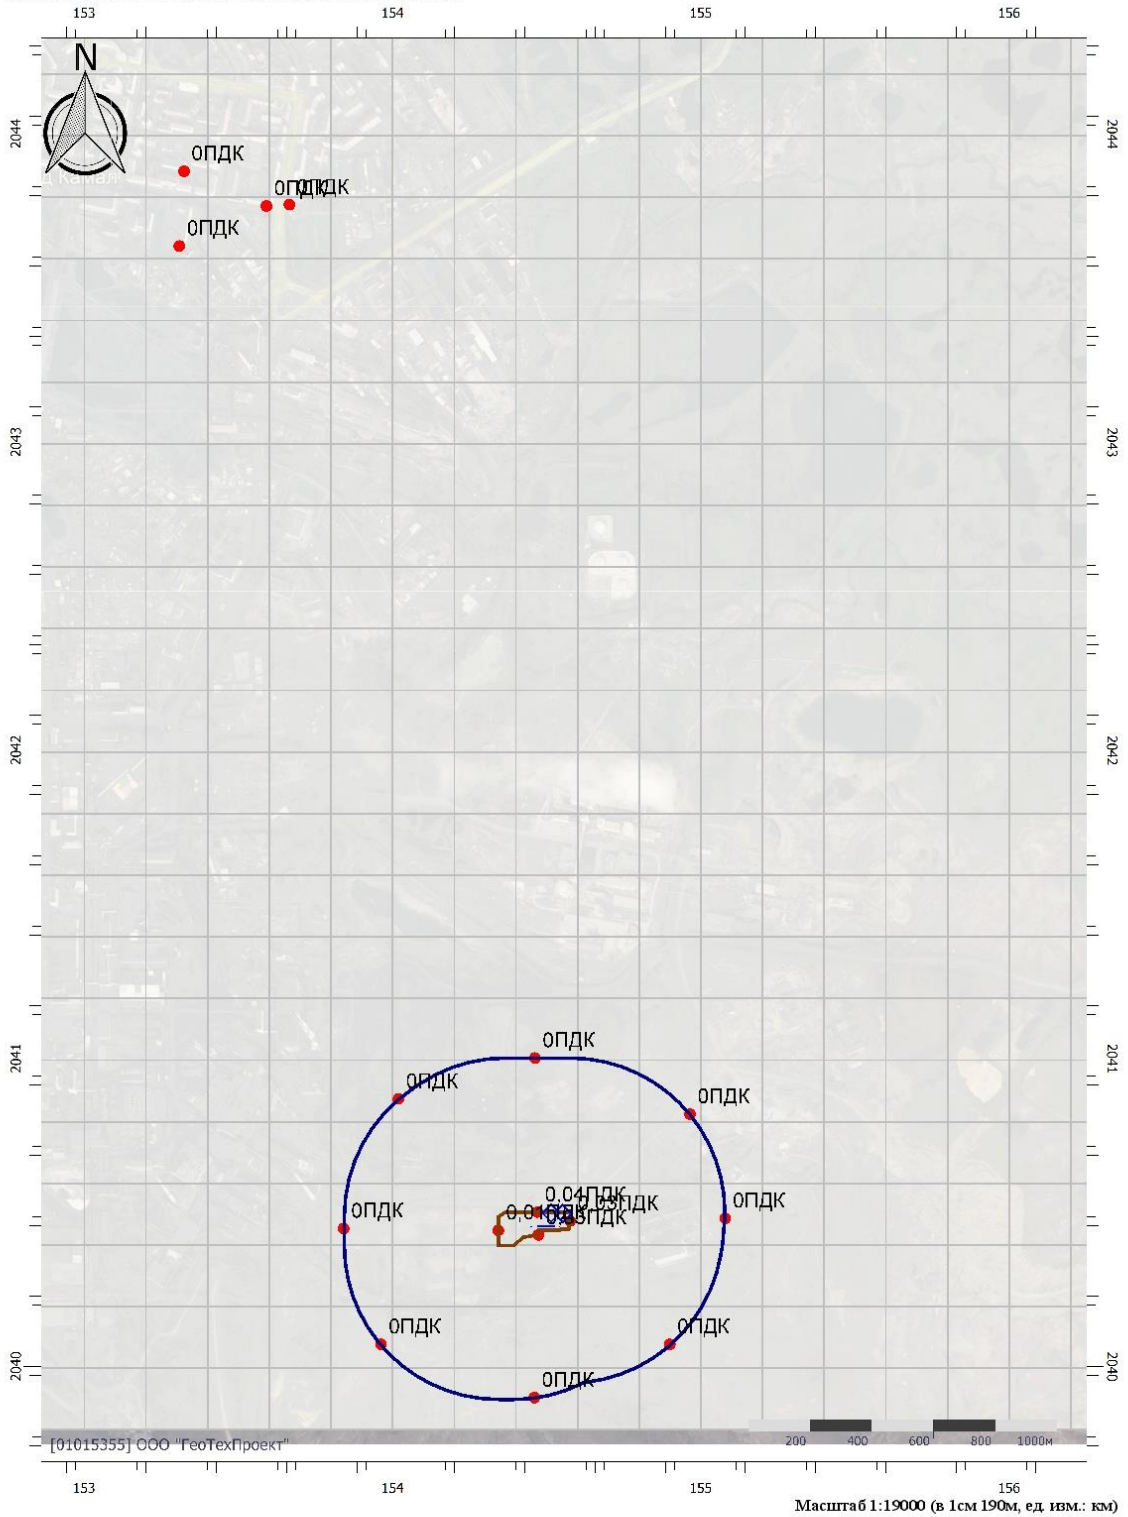 153 154 155 156
N
2044 2044
0ПДК
0ПДК 0ПДК
0ПДК
2043 2043
2042 2042
2041 2041
0ПДК
0ПДК
0ПДК
0,04ПДК
0ПДК
0ПДК
0ПДК
0ПДК
0ПДК
2040 2040
[01015355] ООО "ГеоТехПроект"
200 400 600 800 1000м
153 154 155 156
Масштаб 1:19000 (в 1см 190м, ед. изм.: км)